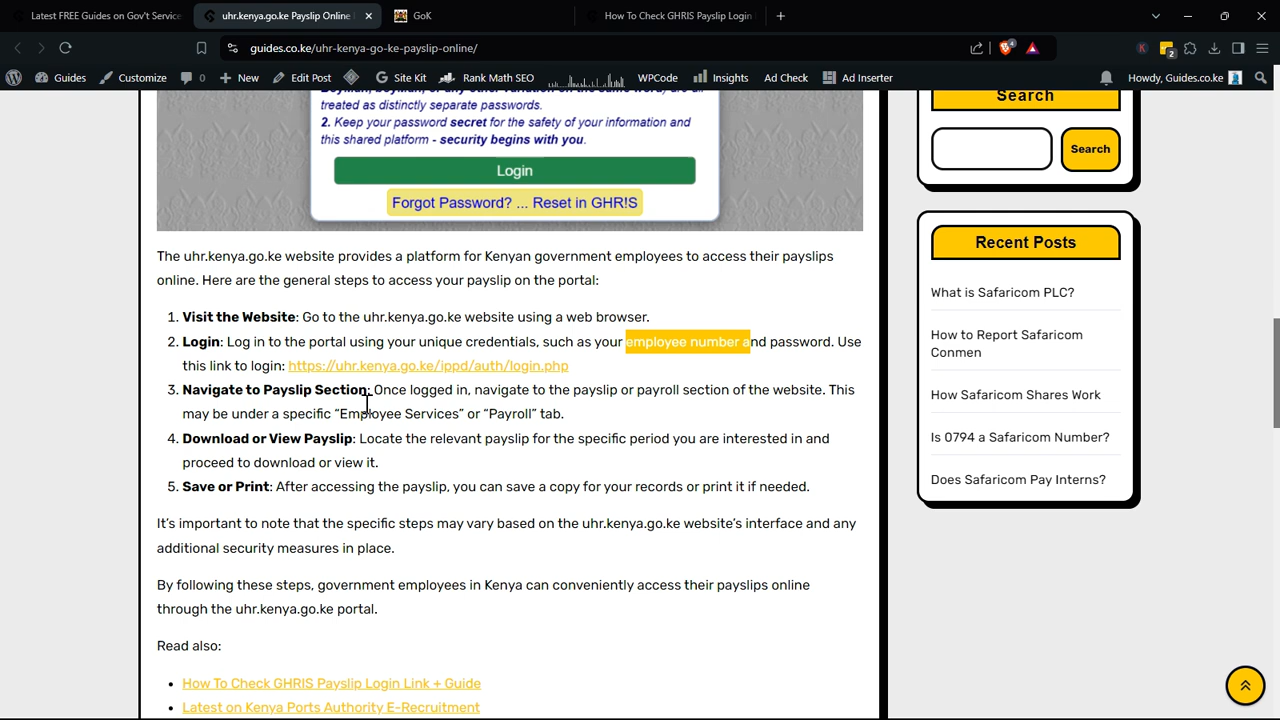 Latest FREE Guides on Gov't Service
uhr.kenya.go.ke Payslip Online
GoK
How To Check GHRIS Payslip Login
guides.co.ke/uhr-kenya-go-ke-payslip-online/
4
K
2
Guides
Customize
0
New
Edit Post
Site Kit
Rank Math SEO
WPCode
Insights
Ad Check
Ad Inserter
Howdy, Guides.co.ke
treated as distinctly separate passwords.
2. Keep your password secret for the safety of your information and
this shared platform - security begins with you.
Login
Forgot Password? ... Reset in GHR!S
The uhr.kenya.go.ke website provides a platform for Kenyan government employees to access their payslips
online. Here are the general steps to access your payslip on the portal:
1. Visit the Website: Go to the uhr.kenya.go.ke website using a web browser.
2. Login: Log in to the portal using your unique credentials, such as your employee number and password. Use
this link to login: https://uhr.kenya.go.ke/ippd/auth/login.php
3. Navigate to Payslip Section: Once logged in, navigate to the payslip or payroll section of the website. This
may be under a specific “Employee Services” or “Payroll” tab.
4. Download or View Payslip: Locate the relevant payslip for the specific period you are interested in and
proceed to download or view it.
5. Save or Print: After accessing the payslip, you can save a copy for your records or print it if needed.
It’s important to note that the specific steps may vary based on the uhr.kenya.go.ke website’s interface and any
additional security measures in place.
By following these steps, government employees in Kenya can conveniently access their payslips online
through the uhr.kenya.go.ke portal.
Read also:
How To Check GHRIS Payslip Login Link + Guide
Latest on Kenya Ports Authority E-Recruitment
Search
Search
Recent Posts
What is Safaricom PLC?
How to Report Safaricom
Conmen
How Safaricom Shares Work
Is 0794 a Safaricom Number?
Does Safaricom Pay Interns?